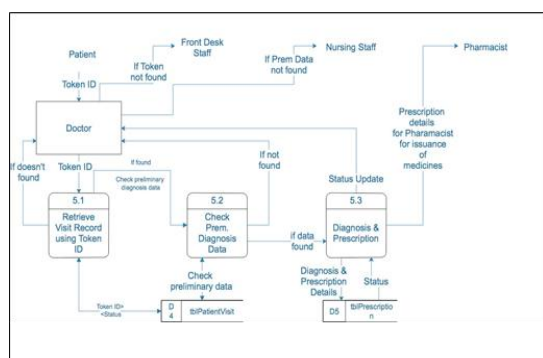 Patient
Front Desk
Staff
Nursing Staff
Pharmacist
If Token
not found
If Prem Data
not found
Token ID
Doctor
Prescription
details
for Pharamacist
for issuance
of
medicines
If doesn't
found
Token ID
If found
Check preliminary
diagnosis data
If not
found
Status Update
5.1
Retrieve
Visit Record
using Token
ID
5.2
Check
Prem.
Diagnosis
Data
if data
found
5.3
Diagnosis &
Prescription
Check
preliminary data
Diagnosis &
Prescription
Details
Status
Token ID>
<Status
D
4
tblPatientVisit
D5
tblPrescriptio
n